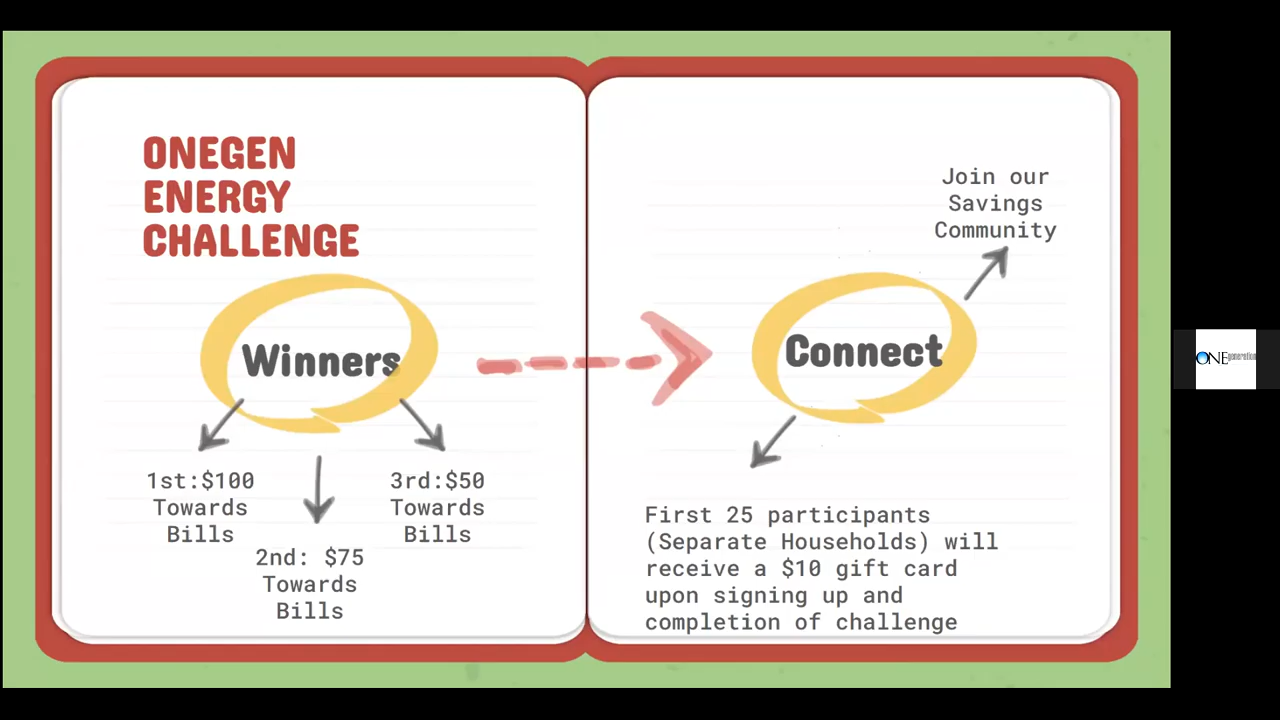 ONEGEN
ENERGY
CHALLENGE
Winners
1st:$100
Towards
Bills
2nd: $75
Towards
Bills
3rd:$50
Towards
Bills
Connect
Join our
Savings
Community
First 25 participants
(Separate Households) will
receive a $10 gift card
upon signing up and
completion of challenge
ONEgeneration